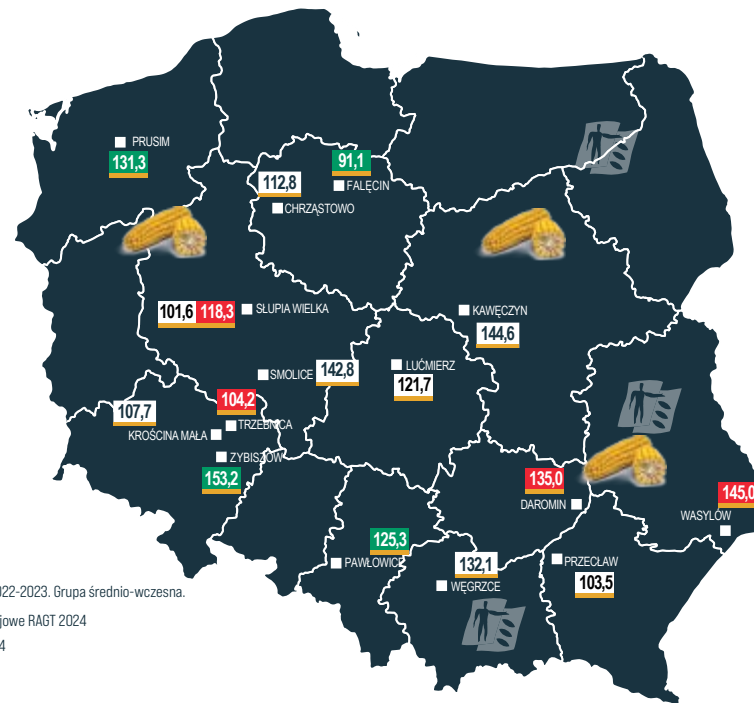 PRUSIM
131,3
91,1
FALĘCIN
112,8
CHRZĄSTOWO
101,6 118,3 SŁUPIA WIELKA
KAWĘCZYN
144,6
LUĆMIERZ
121,7
SMOLICE 142,8
104,2
107,7
TRZEBNICA
KROŚCINA MAŁA
ZYBISZÓW
153,2
135,0
DAROMIN
145,0
WASYLÓW
125,3
PAWŁOWICE
132,1
WĘGRZCE
PRZECŁAW
103,5
022-2023. Grupa średnio-wczesna.
jowe RAGT 2024
4